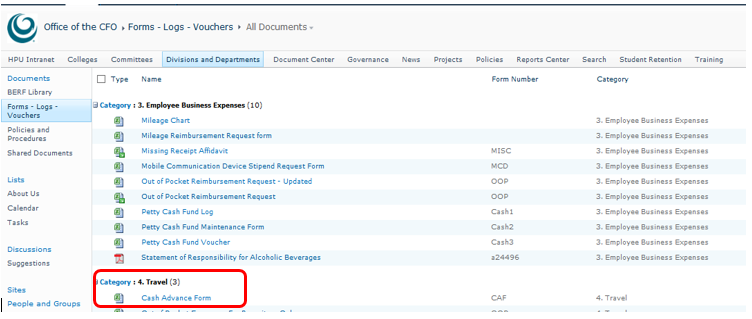 Office of the CFO ▸ Forms - Logs - Vouchers ▸ All Documents
HPU Intranet Colleges Committees Divisions and Departments Document Center Governance News Projects Policies Reports Center Search Student Retention Training
Documents
BERF Library
Forms - Logs -
Vouchers
Policies and
Procedures
Shared Documents
Lists
About Us
Calendar
Tasks
Discussions
Suggestions
Sites
People and Groups
Type Name Form Number Category
Category : 3. Employee Business Expenses (10)
Mileage Chart 3. Employee Business Expenses
Mileage Reimbursement Request form 3. Employee Business Expenses
Missing Receipt Affidavit MISC 3. Employee Business Expenses
Mobile Communication Device Stipend Request Form MCD 3. Employee Business Expenses
Out of Pocket Reimbursement Request - Updated OOP 3. Employee Business Expenses
Out of Pocket Reimbursement Request OOP 3. Employee Business Expenses
Petty Cash Fund Log Cash1 3. Employee Business Expenses
Petty Cash Fund Maintenance Form Cash2 3. Employee Business Expenses
Petty Cash Fund Voucher Cash3 3. Employee Business Expenses
Statement of Responsibility for Alcoholic Beverages a24496 3. Employee Business Expenses
Category : 4. Travel (3)
Cash Advance Form CAF 4. Travel